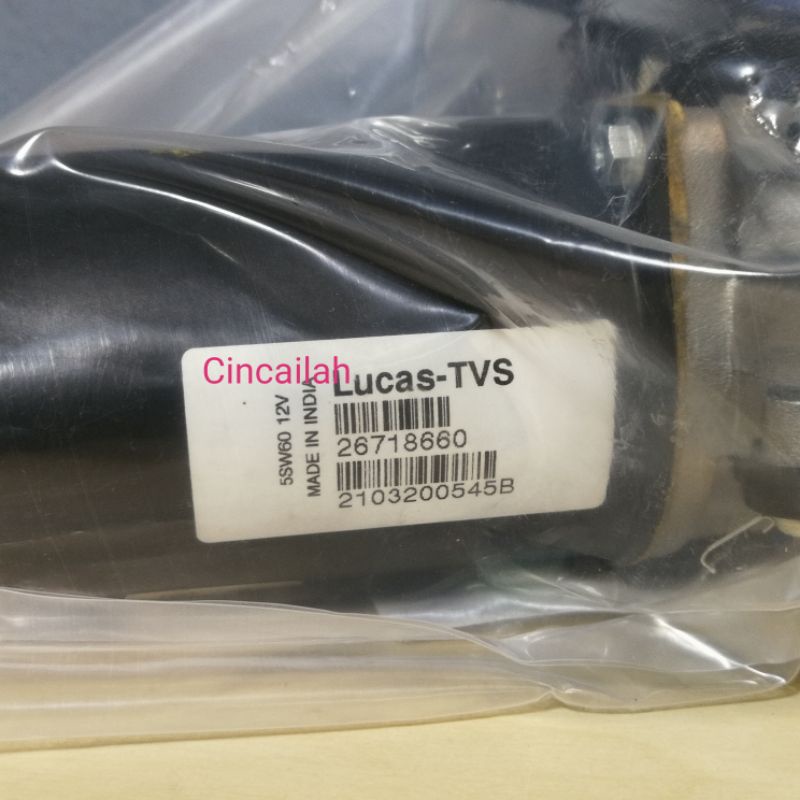 Cincailah
Lucas-TVS
5SW60 12V
MADE IN INDIA
26718660
2103200545B